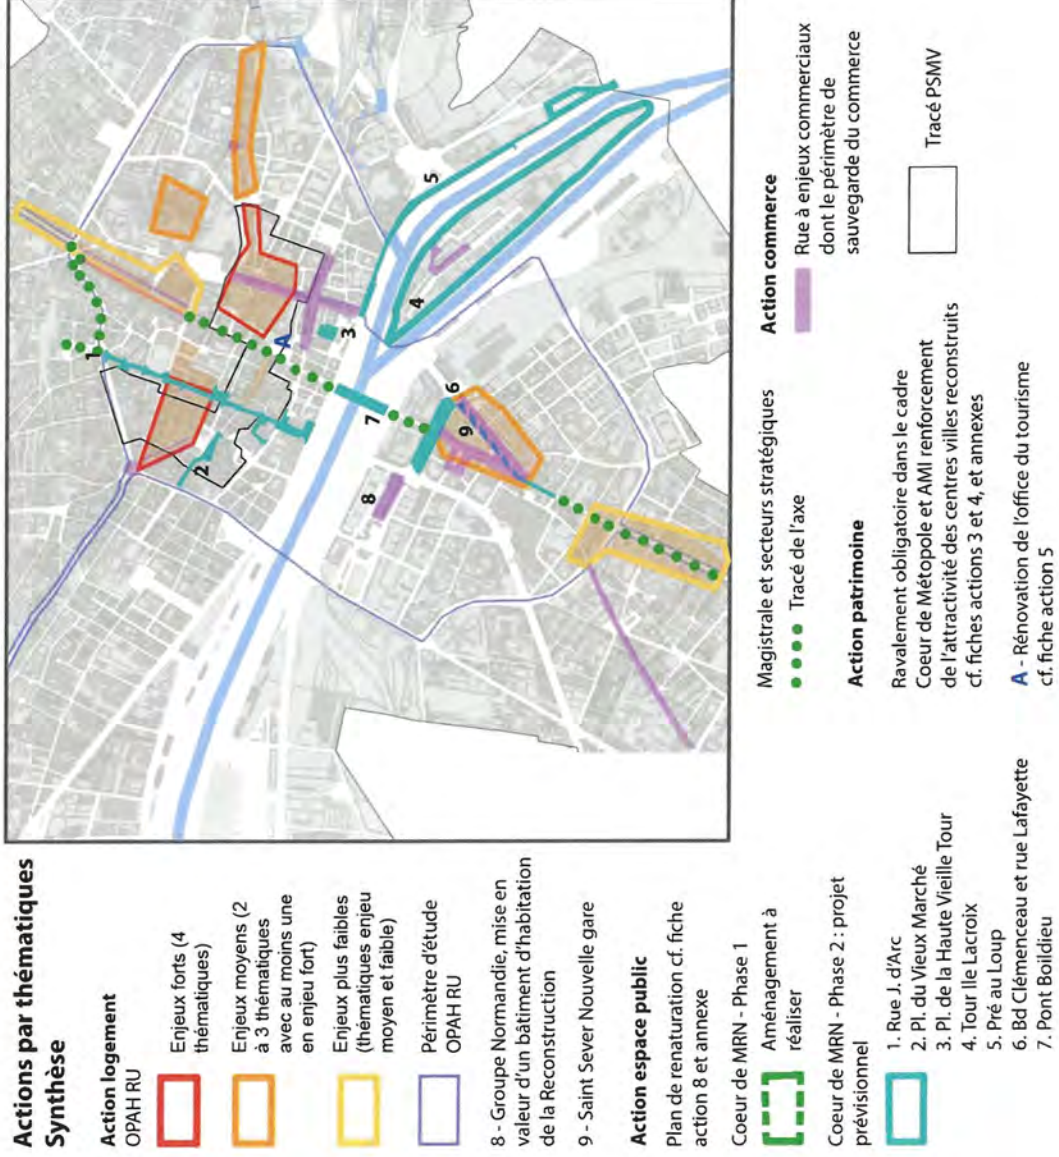 Actions par thématiques
Synthèse
Action logement
OPAH RU
Enjeux forts (4
thématiques)
Enjeux moyens (2
à 3 thématiques
avec au moins une
en enjeu fort)
Enjeux plus faibles
(thématiques enjeu
moyen et faible)
Périmètre d'étude
OPAH RU
8 - Groupe Normandie, mise en
valeur d'un bâtiment d'habitation
de la Reconstruction
9 - Saint Sever Nouvelle gare
Action espace public
Plan de renaturation cf. fiche
action 8 et annexe
Coeur de MRN - Phase 1
Aménagement à
réaliser
Coeur de MRN - Phase 2 : projet
prévisionnel
1. Rue J. d'Arc
2. Pl. du Vieux Marché
3. Pl. de la Haute Vieille Tour
4. Tour Ile Lacroix
5. Pré au Loup
6. Bd Clémenceau et rue Lafayette
7. Pont Boildieu
1
2
A
3
4
5
6
7
8
9
Magistrale et secteurs stratégiques
Tracé de l'axe
Action patrimoine
Ravalement obligatoire dans le cadre
Coeur de Métopole et AMI renforcement
de l'attractivité des centres villes reconstruits
cf. fiches actions 3 et 4, et annexes
A - Rénovation de l'office du tourisme
cf. fiche action 5
Action commerce
Rue à enjeux commerciaux
dont le périmètre de
sauvegarde du commerce
Tracé PSMV